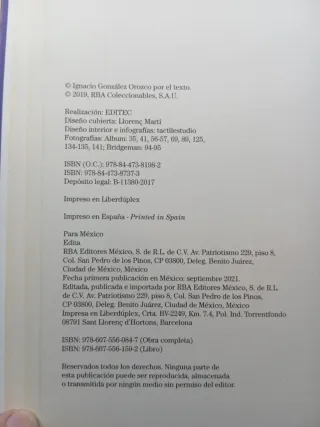 © Ignacio González Orozco por el texto.
© 2019, RBA Coleccionables, S.A.U.
Realización: EDITEC
Diseño cubierta: Llorenç Martí
Diseño interior e infografías: tactilestudio
Fotografías: Album: 35, 41, 56-57, 69, 89, 125,
134-135, 141; Bridgeman: 94-95
ISBN (O.C.): 978-84-473-8198-2
ISBN: 978-84-473-8737-3
Depósito legal: B-11380-2017
Impreso en Liberdúplex
Impreso en España - Printed in Spain
Para México
Edita
RBA Editores México, S. de R.L. de C.V. Av. Patriotismo 229, piso 8,
Col. San Pedro de los Pinos, CP 03800, Deleg. Benito Juárez,
Ciudad de México, México
Fecha primera publicación en México: septiembre 2021.
Editada, publicada e importada por RBA Editores México, S. de R.L.
de C.V. Av. Patriotismo 229, piso 8, Col. San Pedro de los Pinos,
CP 03800, Deleg. Benito Juárez, Ciudad de México, México
Impresa en Liberdúplex, Crta. BV-2249, Km. 7.4, Pol. Ind. Torrentfondo
08791 Sant Llorenç d'Hortons, Barcelona
ISBN: 978-607-556-084-7 (Obra completa)
ISBN: 978-607-556-159-2 (Libro)
Reservados todos los derechos. Ninguna parte de
esta publicación puede ser reproducida, almacenada
o transmitida por ningún medio sin permiso del editor.